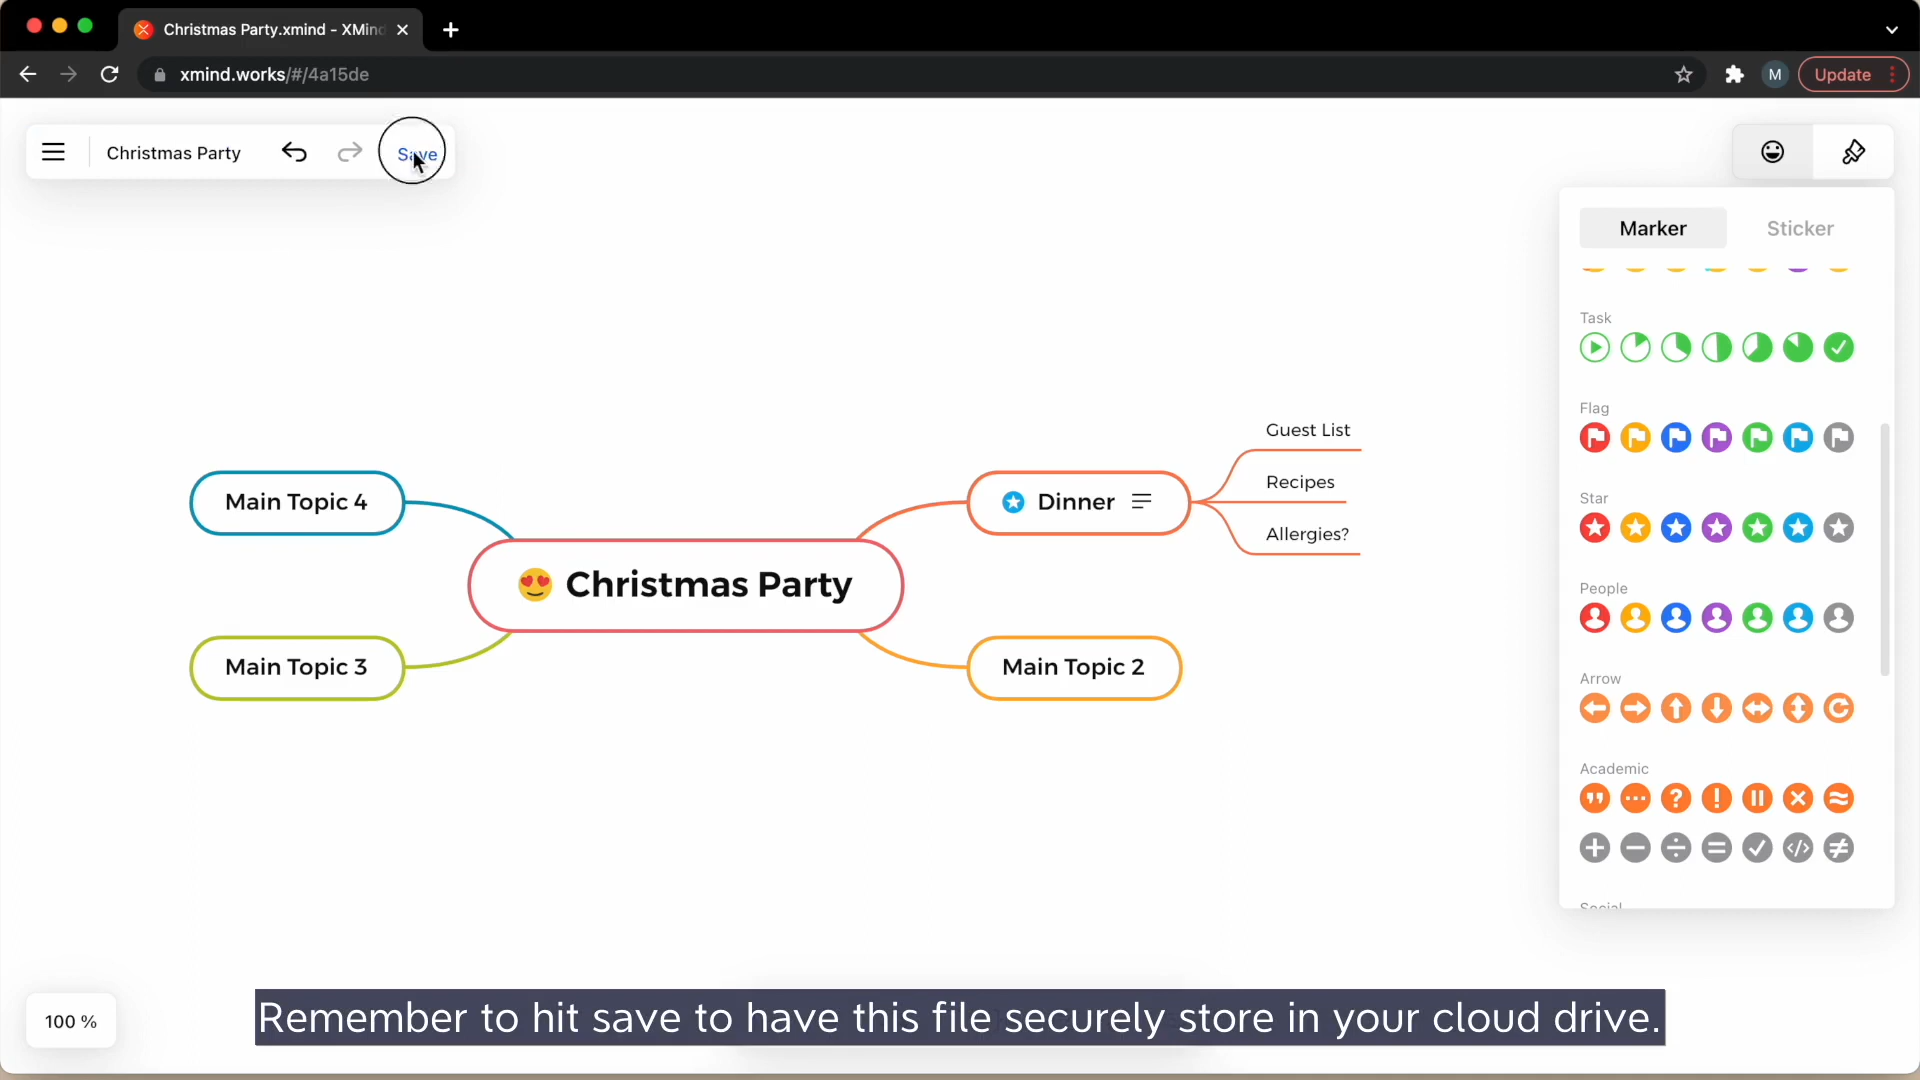 Christmas Party.xmind - XMind
xmind.works/#/4a15de
M
Update
Christmas Party
Save
Marker
Sticker
Task
Flag
Star
People
Arrow
Academic
Social
Guest List
Recipes
Allergies?
Main Topic 4
Dinner
Christmas Party
Main Topic 3
Main Topic 2
100 %
Remember to hit save to have this file securely store in your cloud drive.